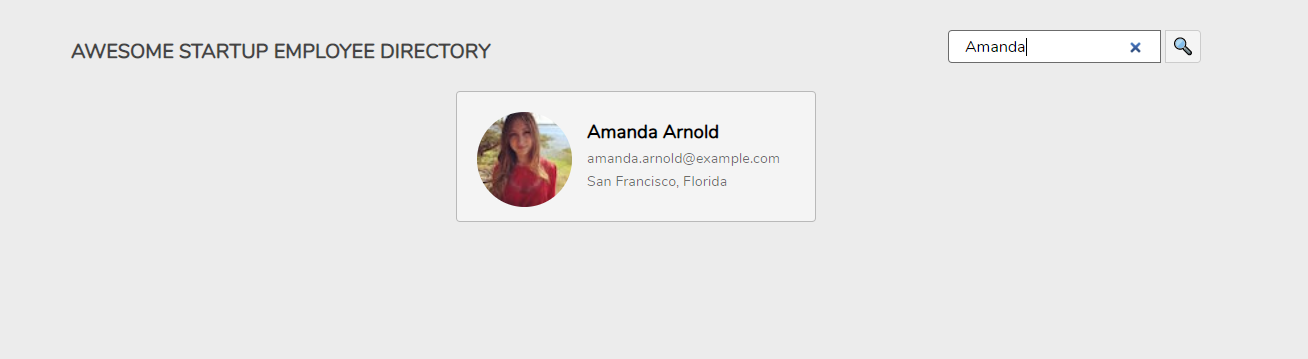 AWESOME STARTUP EMPLOYEE DIRECTORY
Amanda
Amanda Arnold
amanda.arnold@example.com
San Francisco, Florida